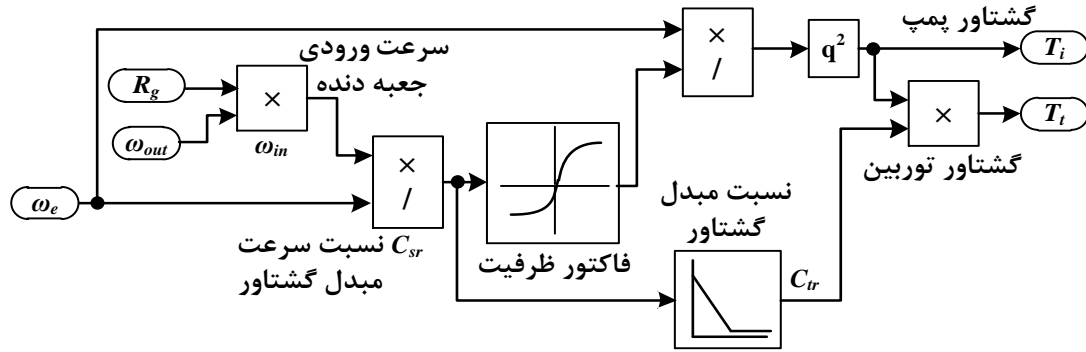 گشتاور پمپ
سرعت ورودی
جعبه دنده
×
/
q²
T_i
R_g
×
ω_out
ω_in
×
T_t
×
/
گشتاور توربین
نسبت مبدل
گشتاور
ω_e
نسبت سرعت C_sr
مبدل گشتاور
فاکتور ظرفیت
C_tr